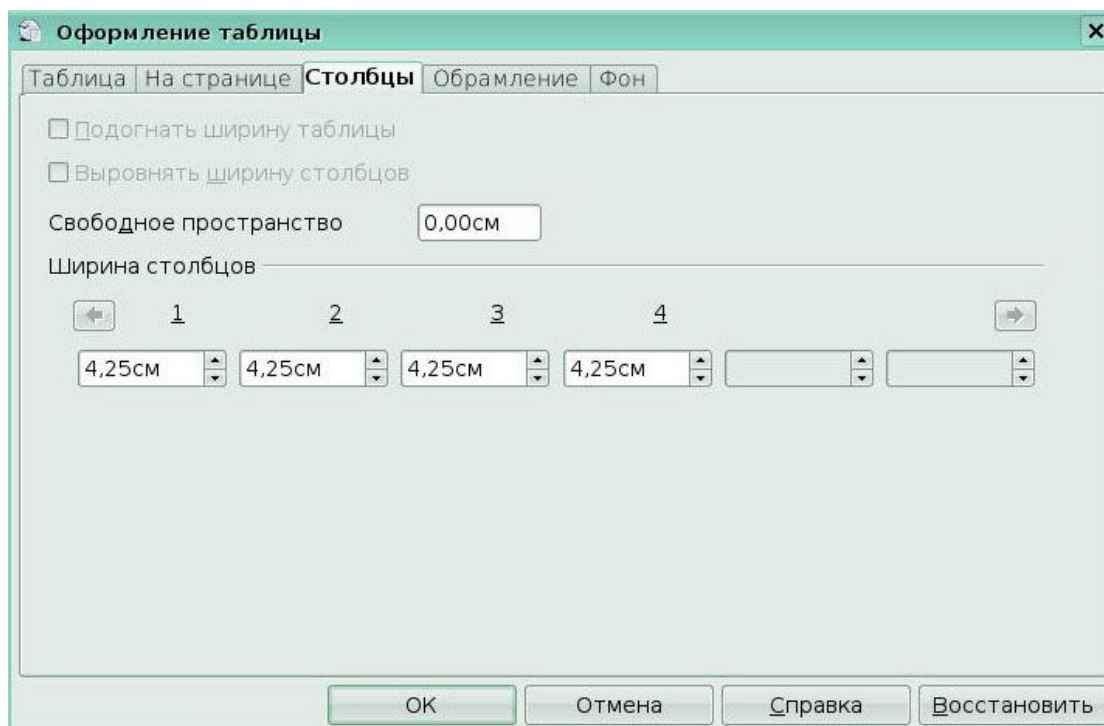 Оформление таблицы
Таблица На странице Столбцы Обрамление Фон
Подогнать ширину таблицы
Выровнять ширину столбцов
Свободное пространство 0,00см
Ширина столбцов
1 2 3 4
4,25см 4,25см 4,25см 4,25см
ОК Отмена Справка Восстановить